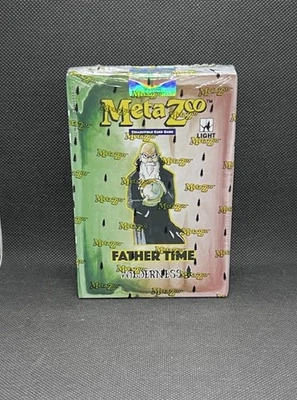 MetaZoo
COLLECTIBLE CARD GAME
LIGHT
FATHER TIME
WILDERNESS